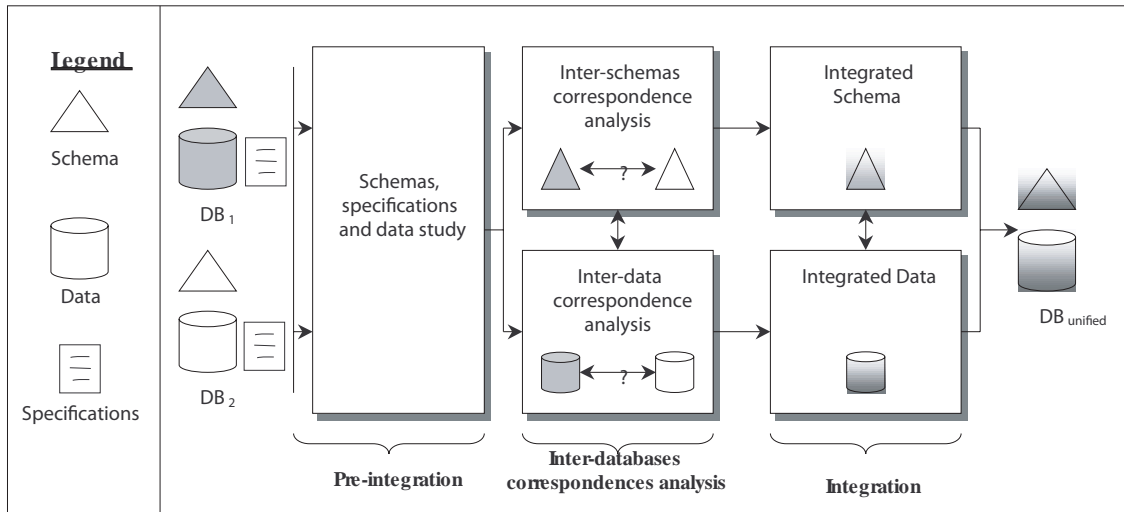 Legend
Schema
Data
Specifications
DB 1
DB 2
Schemas,
specifications
and data study
Inter-schemas
correspondence
analysis
?
Inter-data
correspondence
analysis
?
Integrated
Schema
Integrated Data
DB unified
Pre-integration
Inter-databases
correspondences analysis
Integration